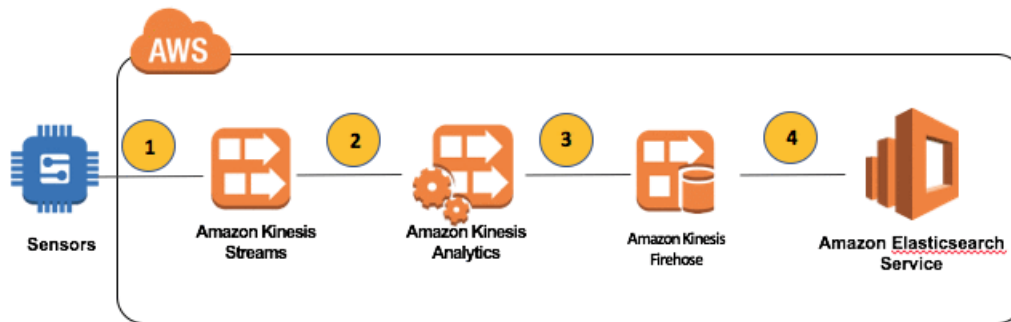 AWS
1
2
3
4
Sensors
Amazon Kinesis
Streams
Amazon Kinesis
Analytics
Amazon Kinesis
Firehose
Amazon Elasticsearch
Service